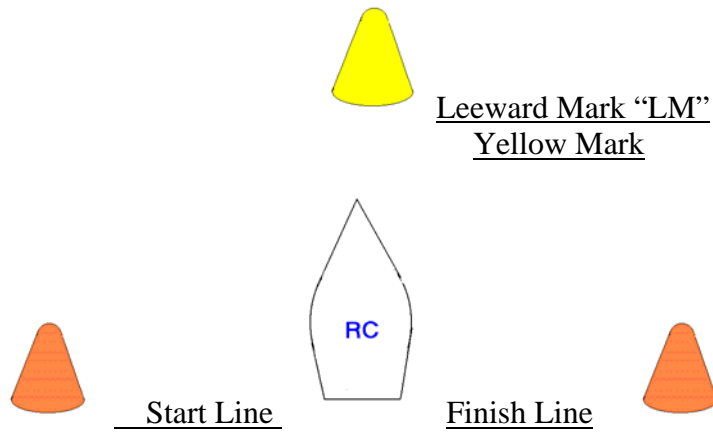 Leeward Mark “LM”
Yellow Mark
RC
Start Line
Finish Line